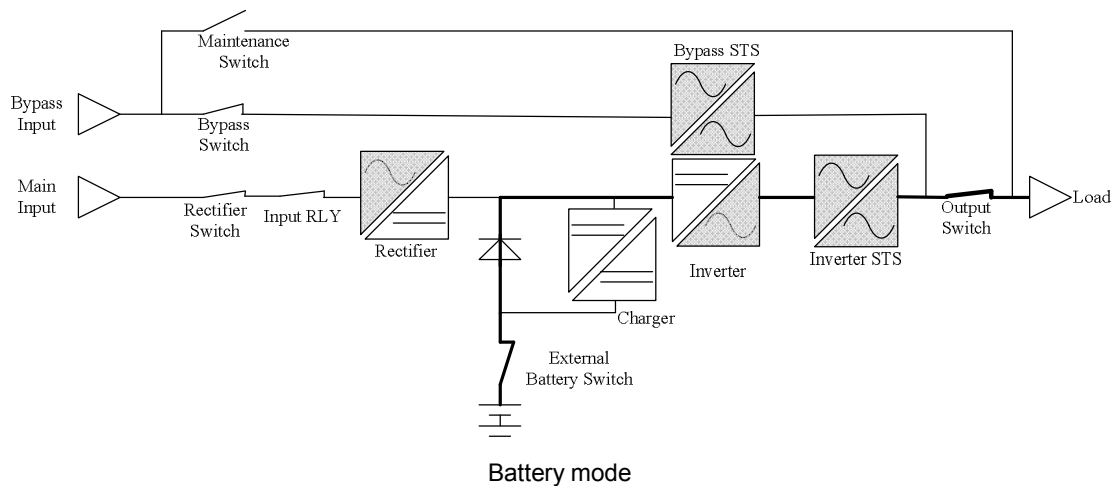 Maintenance
Switch
Bypass STS
Bypass
Input
Bypass
Switch
Main
Input
Rectifier
Switch
Input RLY
Rectifier
Inverter
Inverter STS
Output
Switch
Load
Charger
External
Battery Switch
Battery mode